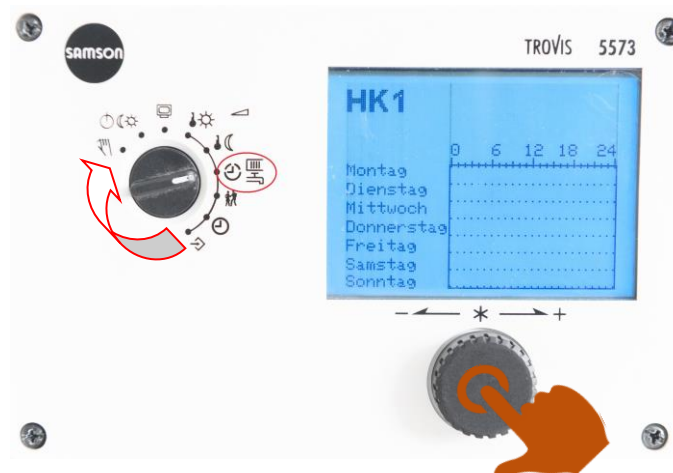 SAMSON
TROVIS 5573
HK1
0 6 12 18 24
Montag
Dienstag
Mittwoch
Donnerstag
Freitag
Samstag
Sonntag
- * +